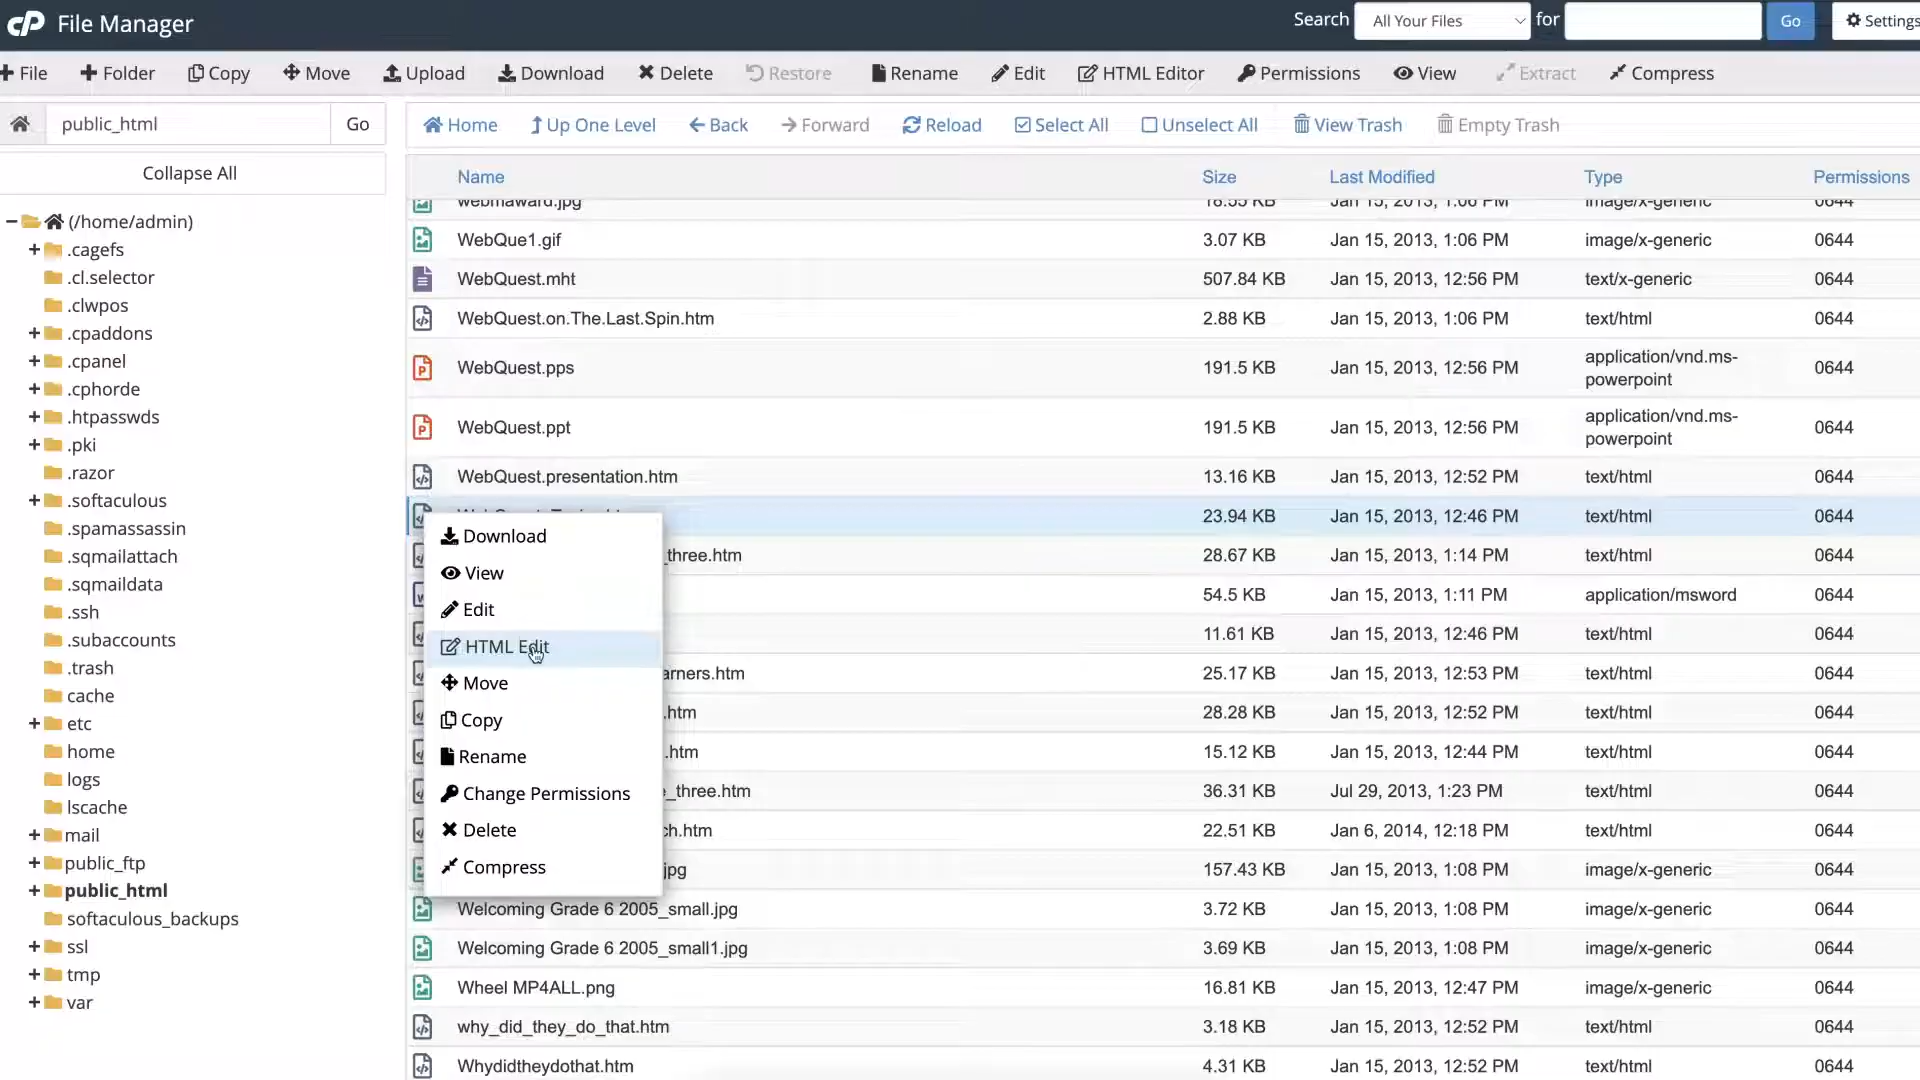 cP File Manager
Search All Your Files for Go Settings
File Folder Copy Move Upload Download Delete Restore Rename Edit HTML Editor Permissions View Extract Compress
public_html Go
Home Up One Level Back Forward Reload Select All Unselect All View Trash Empty Trash
Collapse All
(/home/admin)
.cagefs
.cl.selector
.clwpos
.cpaddons
.cpanel
.cphorde
.htpasswds
.pki
.razor
.softaculous
.spamassassin
.sqmailattach
.sqmaildata
.ssh
.subaccounts
.trash
cache
etc
home
logs
lscache
mail
public_ftp
public_html
softaculous_backups
ssl
tmp
var
Name Size Last Modified Type Permissions
webmaward.jpg 18.55 KB Jan 15, 2013, 1:06 PM image/x-generic 0644
WebQue1.gif 3.07 KB Jan 15, 2013, 1:06 PM image/x-generic 0644
WebQuest.mht 507.84 KB Jan 15, 2013, 12:56 PM text/x-generic 0644
WebQuest.on.The.Last.Spin.htm 2.88 KB Jan 15, 2013, 1:06 PM text/html 0644
WebQuest.pps 191.5 KB Jan 15, 2013, 12:56 PM application/vnd.ms-
powerpoint 0644
WebQuest.ppt 191.5 KB Jan 15, 2013, 12:56 PM application/vnd.ms-
powerpoint 0644
WebQuest.presentation.htm 13.16 KB Jan 15, 2013, 12:52 PM text/html 0644
23.94 KB Jan 15, 2013, 12:46 PM text/html 0644
_three.htm 28.67 KB Jan 15, 2013, 1:14 PM text/html 0644
54.5 KB Jan 15, 2013, 1:11 PM application/msword 0644
11.61 KB Jan 15, 2013, 12:46 PM text/html 0644
arners.htm 25.17 KB Jan 15, 2013, 12:53 PM text/html 0644
.htm 28.28 KB Jan 15, 2013, 12:52 PM text/html 0644
.htm 15.12 KB Jan 15, 2013, 12:44 PM text/html 0644
e_three.htm 36.31 KB Jul 29, 2013, 1:23 PM text/html 0644
ch.htm 22.51 KB Jan 6, 2014, 12:18 PM text/html 0644
jpg 157.43 KB Jan 15, 2013, 1:08 PM image/x-generic 0644
Welcoming Grade 6 2005_small.jpg 3.72 KB Jan 15, 2013, 1:08 PM image/x-generic 0644
Welcoming Grade 6 2005_small1.jpg 3.69 KB Jan 15, 2013, 1:08 PM image/x-generic 0644
Wheel MP4ALL.png 16.81 KB Jan 15, 2013, 12:47 PM image/x-generic 0644
why_did_they_do_that.htm 3.18 KB Jan 15, 2013, 12:52 PM text/html 0644
Whydidtheydothat.htm 4.31 KB Jan 15, 2013, 12:52 PM text/html 0644
Download
View
Edit
HTML Edit
Move
Copy
Rename
Change Permissions
Delete
Compress